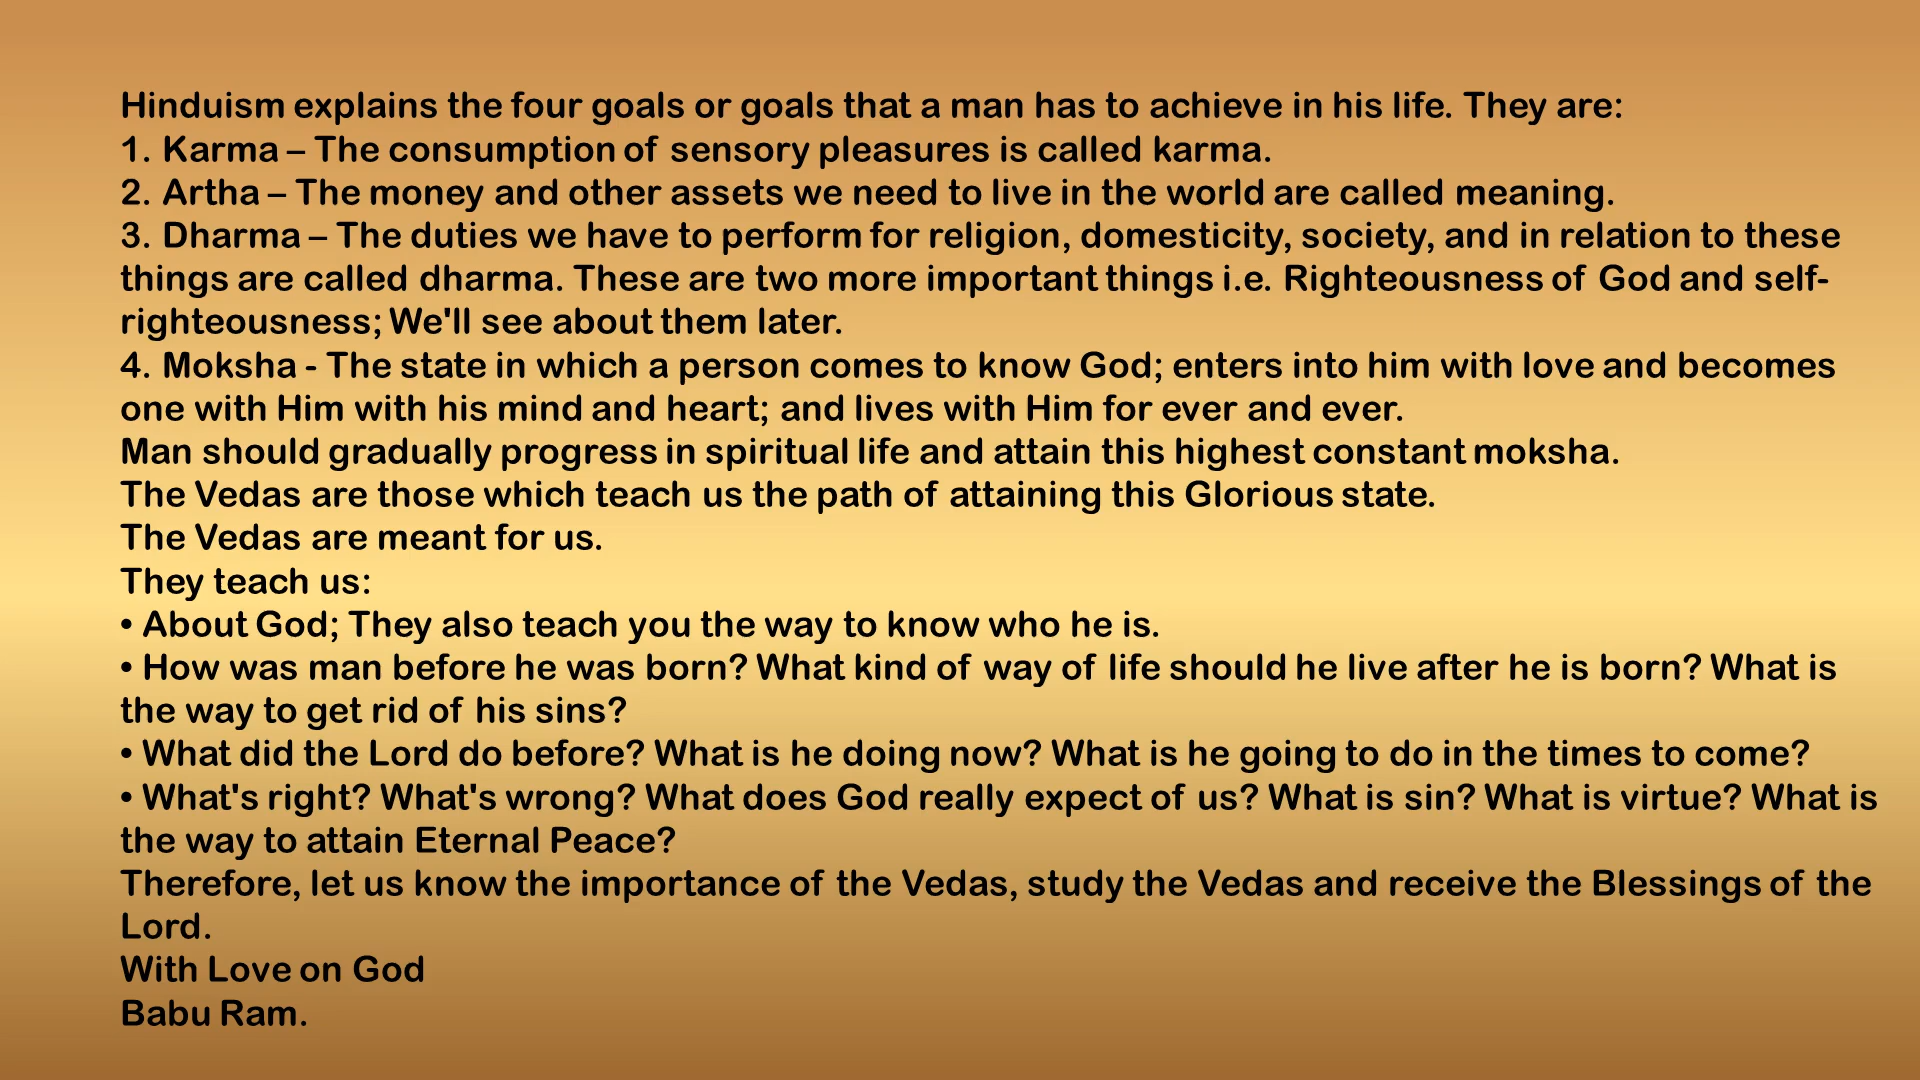 Hinduism explains the four goals or goals that a man has to achieve in his life. They are:
1. Karma – The consumption of sensory pleasures is called karma.
2. Artha – The money and other assets we need to live in the world are called meaning.
3. Dharma – The duties we have to perform for religion, domesticity, society, and in relation to these
things are called dharma. These are two more important things i.e. Righteousness of God and self-
righteousness; We'll see about them later.
4. Moksha - The state in which a person comes to know God; enters into him with love and becomes
one with Him with his mind and heart; and lives with Him for ever and ever.
Man should gradually progress in spiritual life and attain this highest constant moksha.
The Vedas are those which teach us the path of attaining this Glorious state.
The Vedas are meant for us.
They teach us:
• About God; They also teach you the way to know who he is.
• How was man before he was born? What kind of way of life should he live after he is born? What is
the way to get rid of his sins?
• What did the Lord do before? What is he doing now? What is he going to do in the times to come?
• What's right? What's wrong? What does God really expect of us? What is sin? What is virtue? What is
the way to attain Eternal Peace?
Therefore, let us know the importance of the Vedas, study the Vedas and receive the Blessings of the
Lord.
With Love on God
Babu Ram.